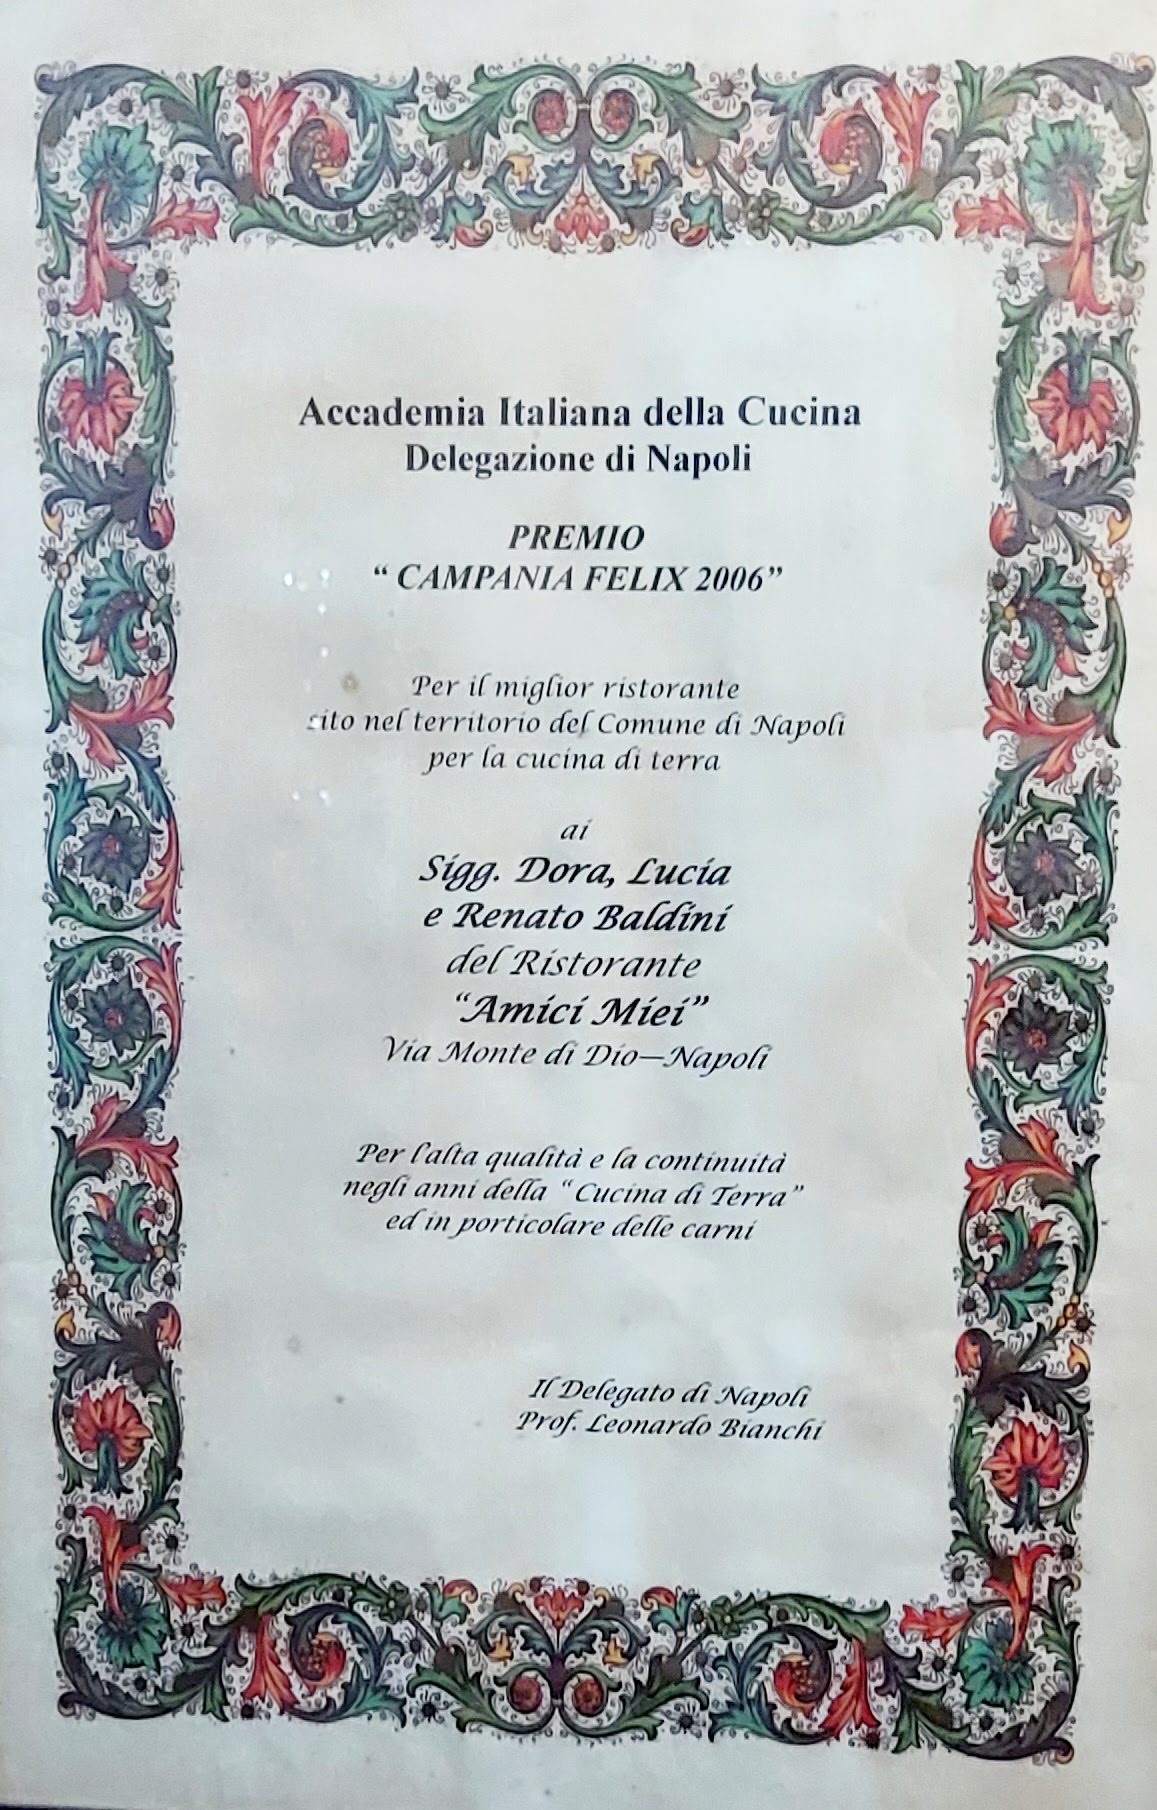 Accademia Italiana della Cucina
Delegazione di Napoli
PREMIO
“ CAMPANIA FELIX 2006”
Per il miglior ristorante
sito nel territorio del Comune di Napoli
per la cucina di terra
ai
Sigg. Dora, Lucia
e Renato Baldini
del Ristorante
“Amici Miei”
Via Monte di Dio—Napoli
Per l'alta qualità e la continuità
negli anni della “Cucina di Terra”
ed in porticolare delle carni
Il Delegato di Napoli
Prof. Leonardo Bianchi